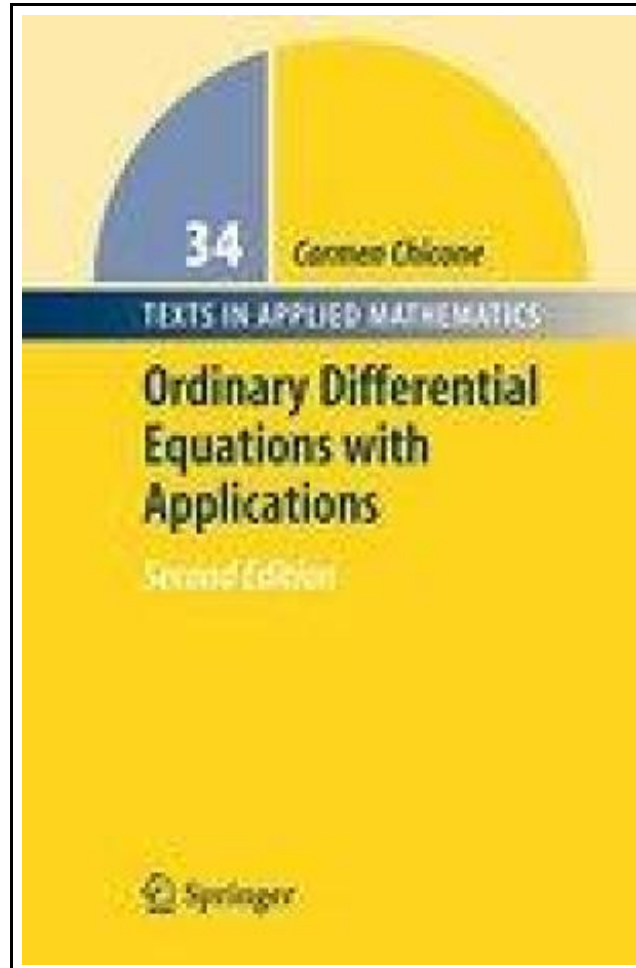 34
Carmen Chicone
TEXTS IN APPLIED MATHEMATICS
Ordinary Differential
Equations with
Applications
Second Edition
Springer